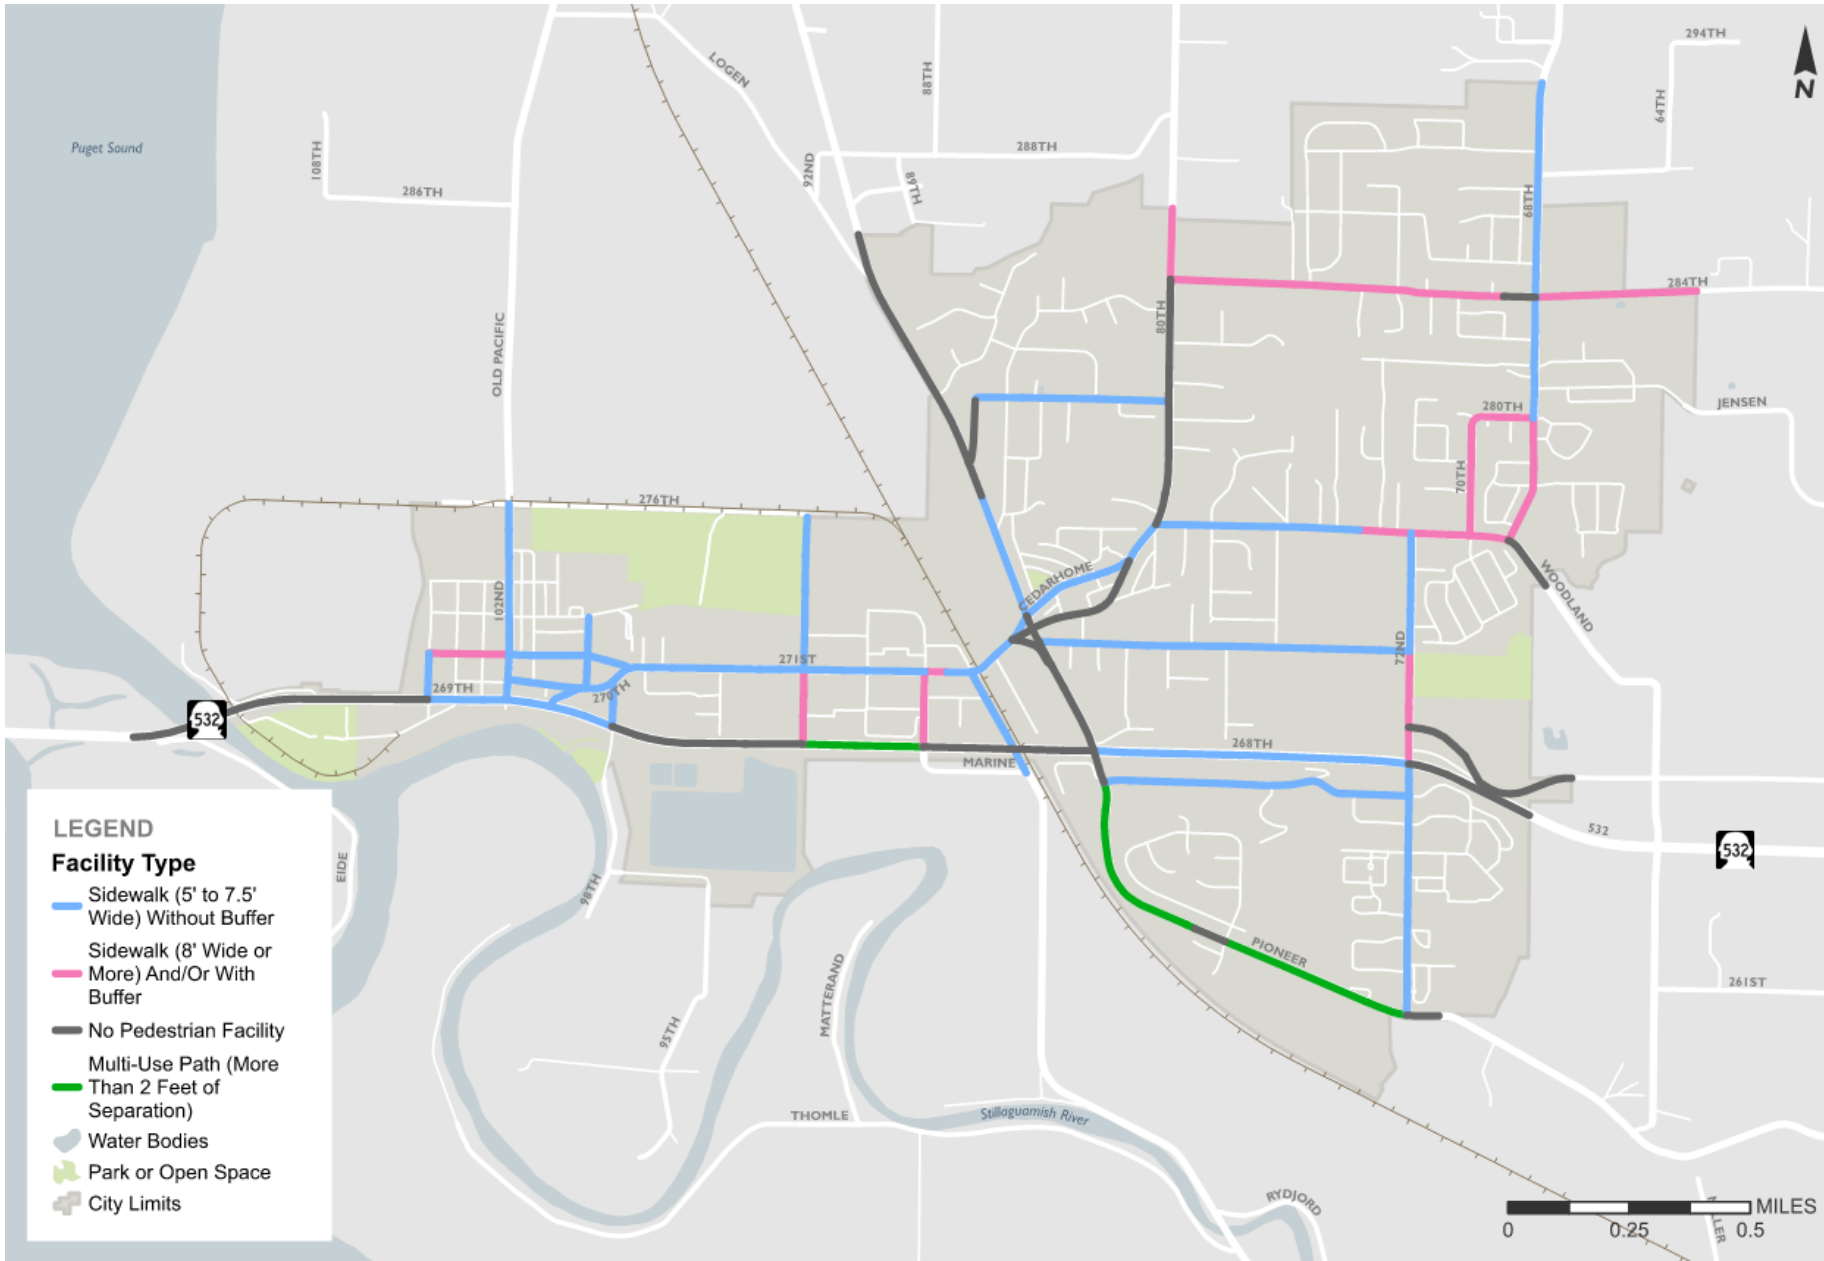 294TH
LOGEN
88TH
64TH
N
Puget Sound
108TH
288TH
92ND
89TH
286TH
68TH
284TH
80TH
OLD PACIFIC
JENSEN
280TH
70TH
276TH
CEDARHOME
WOODLAND
102ND
72ND
271ST
269TH
270TH
532
268TH
MARINE
532
532
LEGEND
Facility Type
Sidewalk (5' to 7.5'
Wide) Without Buffer
Sidewalk (8' Wide or
More) And/Or With
Buffer
No Pedestrian Facility
Multi-Use Path (More
Than 2 Feet of
Separation)
Water Bodies
Park or Open Space
City Limits
EIDE
98TH
PIONEER
MATTERAND
261ST
95TH
THOMLE
Stillaguamish River
RYDJORD
MILES
0
0.25
0.5